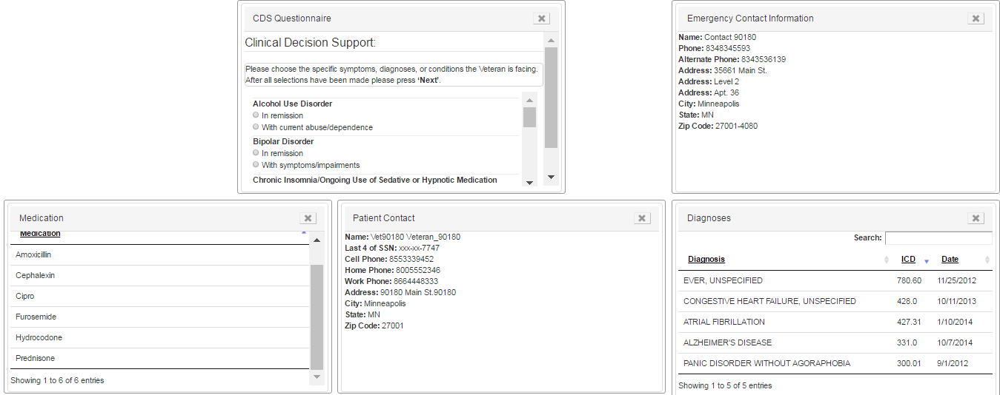 CDS Questionnaire
Clinical Decision Support:
Please choose the specific symptoms, diagnoses, or conditions the Veteran is facing.
After all selections have been made please press ‘Next’.
Alcohol Use Disorder
In remission
With current abuse/dependence
Bipolar Disorder
In remission
With symptoms/impairments
Chronic Insomnia/Ongoing Use of Sedative or Hypnotic Medication
Emergency Contact Information
Name: Contact 90180
Phone: 8348345593
Alternate Phone: 8343536139
Address: 35661 Main St.
Address: Level 2
Address: Apt. 36
City: Minneapolis
State: MN
Zip Code: 27001-4080
Medication
Medication
Amoxicillin
Cephalexin
Cipro
Furosemide
Hydrocodone
Prednisone
Showing 1 to 6 of 6 entries
Patient Contact
Name: Vet90180 Veteran_90180
Last 4 of SSN: xxx-xx-7747
Cell Phone: 8553339452
Home Phone: 8005552346
Work Phone: 8664448333
Address: 90180 Main St.90180
City: Minneapolis
State: MN
Zip Code: 27001
Diagnoses
Search:
Diagnosis ICD Date
EVER, UNSPECIFIED 780.60 11/25/2012
CONGESTIVE HEART FAILURE, UNSPECIFIED 428.0 10/11/2013
ATRIAL FIBRILLATION 427.31 1/10/2014
ALZHEIMER'S DISEASE 331.0 10/7/2014
PANIC DISORDER WITHOUT AGORAPHOBIA 300.01 9/1/2012
Showing 1 to 5 of 5 entries